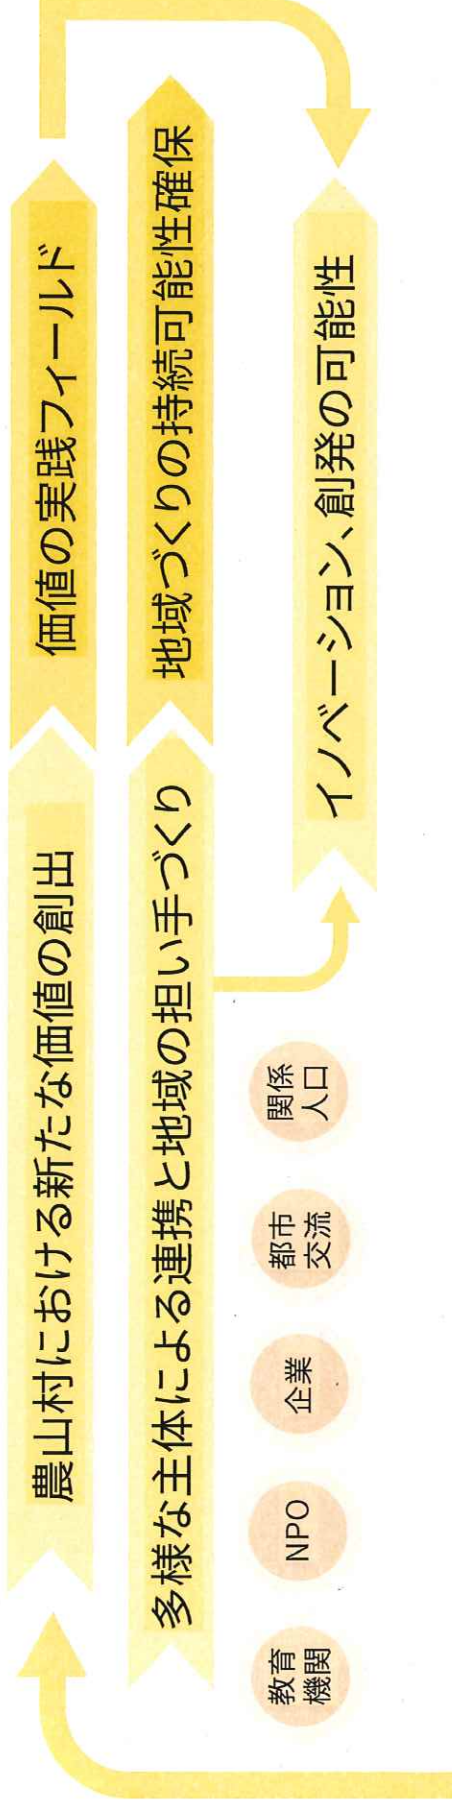 農山村における新たな価値の創出
価値の実践フィールド
多様な主体による連携と地域の担い手づくり
地域づくりの持続可能性確保
教育
機関
NPO
企業
都市
交流
関係
人口
イノベーション、創発の可能性